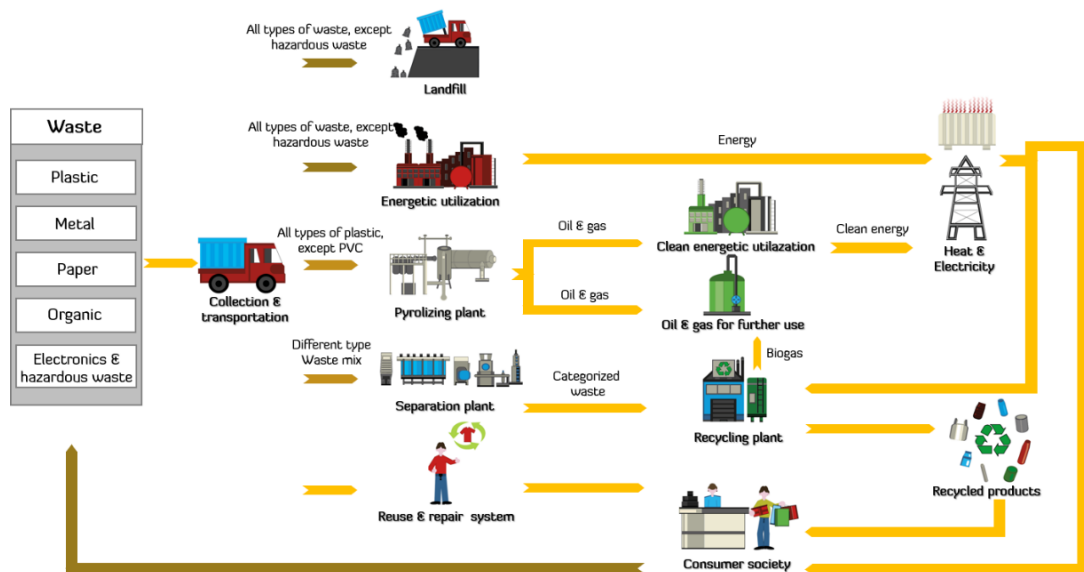 All types of waste, except
hazardous waste
Landfill
Waste
Plastic
Metal
Paper
Organic
Electronics &
hazardous waste
Collection &
transportation
All types of waste, except
hazardous waste
Energetic utilization
Energy
Heat &
Electricity
All types of plastic,
except PVC
Pyrolizing plant
Oil & gas
Clean energetic utilazation
Clean energy
Oil & gas
Oil & gas for further use
Biogas
Different type
Waste mix
Separation plant
Categorized
waste
Recycling plant
Recycled products
Reuse & repair system
Consumer society